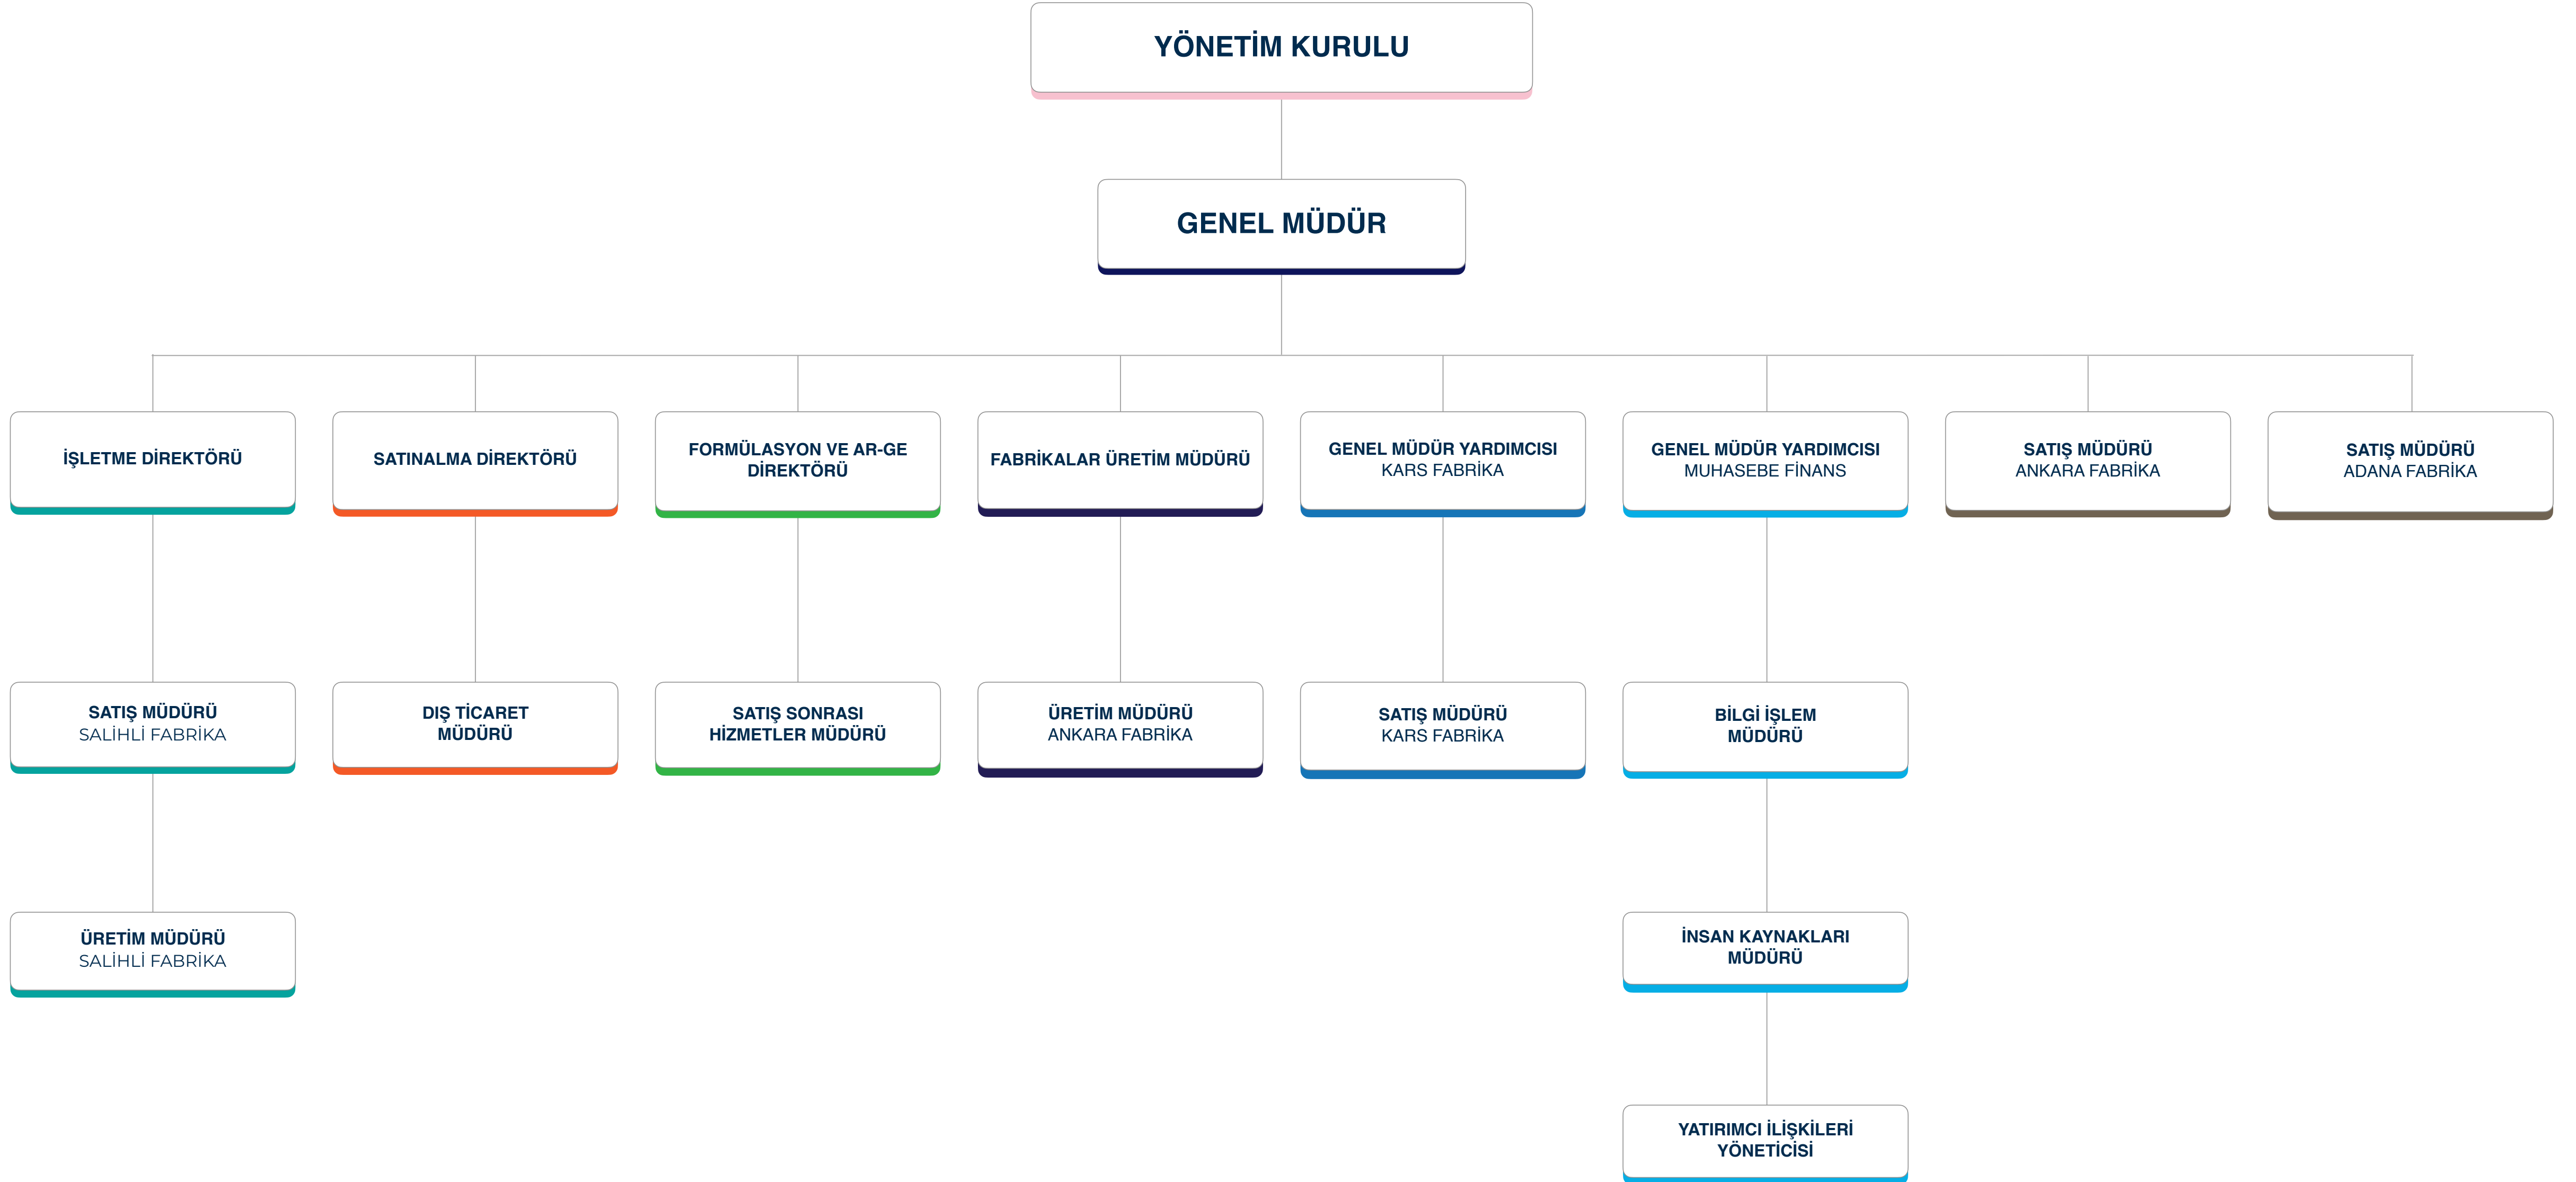 YÖNETİM KURULU
GENEL MÜDÜR
İŞLETME DİREKTÖRÜ
SATINALMA DİREKTÖRÜ
FORMÜLASYON VE AR-GE
DİREKTÖRÜ
FABRİKALAR ÜRETİM MÜDÜRÜ
GENEL MÜDÜR YARDIMCISI
KARS FABRİKA
GENEL MÜDÜR YARDIMCISI
MUHASEBE FİNANS
SATIŞ MÜDÜRÜ
ANKARA FABRİKA
SATIŞ MÜDÜRÜ
ADANA FABRİKA
SATIŞ MÜDÜRÜ
SALİHLİ FABRİKA
DIŞ TİCARET
MÜDÜRÜ
SATIŞ SONRASI
HİZMETLER MÜDÜRÜ
ÜRETİM MÜDÜRÜ
ANKARA FABRİKA
SATIŞ MÜDÜRÜ
KARS FABRİKA
BİLGİ İŞLEM
MÜDÜRÜ
ÜRETİM MÜDÜRÜ
SALİHLİ FABRİKA
İNSAN KAYNAKLARI
MÜDÜRÜ
YATIRIMCI İLİŞKİLERİ
YÖNETİCİSİ